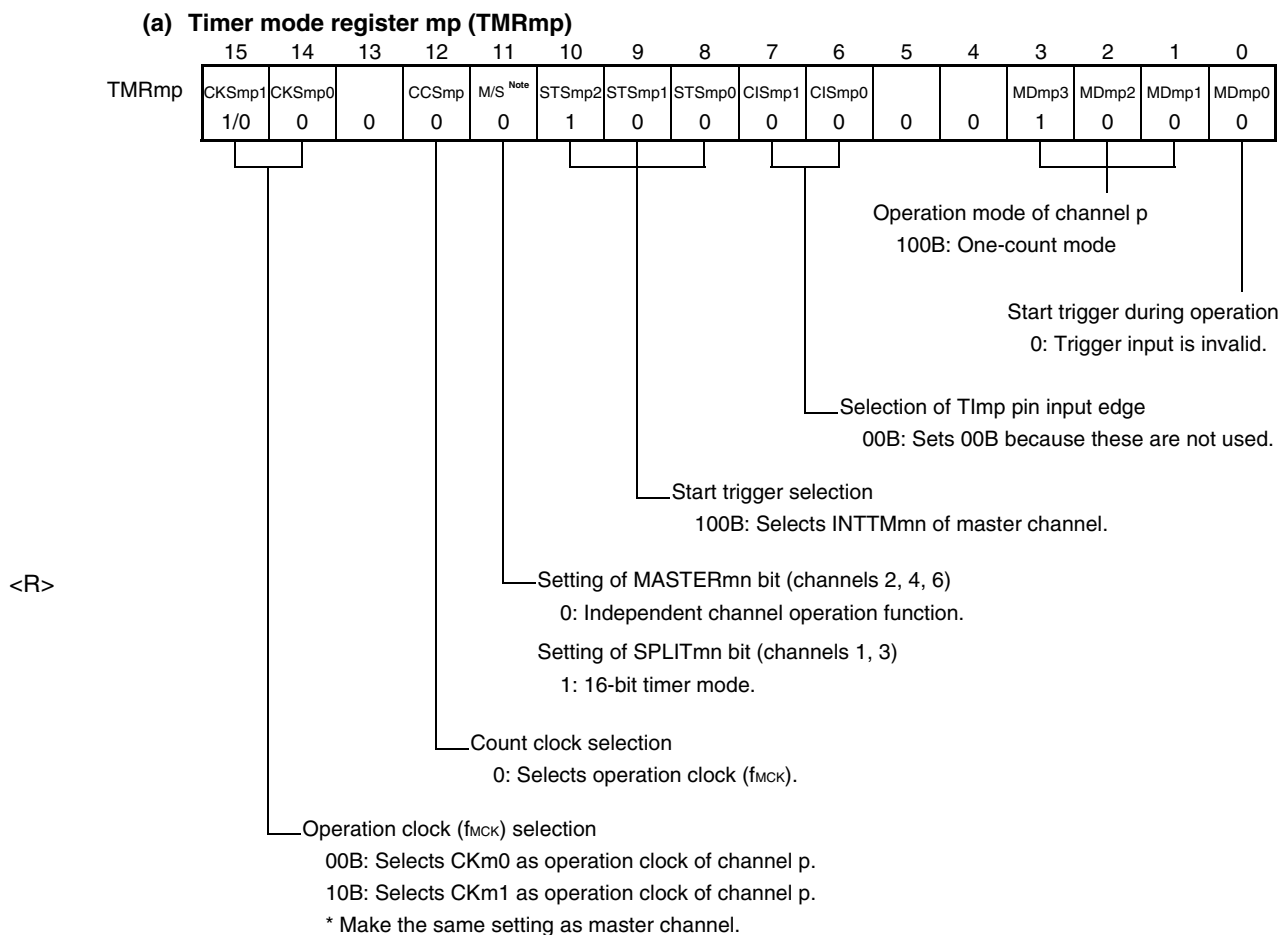 (a) Timer mode register mp (TMRmp)
15 14 13 12 11 10 9 8 7 6 5 4 3 2 1 0
TMRmp CKSmp1 CKSmp0 CCSmp M/S Note STSmp2 STSmp1 STSmp0 CISmp1 CISmp0 MDmp3 MDmp2 MDmp1 MDmp0
1/0 0 0 0 0 1 0 0 0 0 0 0 1 0 0 0
Operation mode of channel p
100B: One-count mode
Start trigger during operation
0: Trigger input is invalid.
Selection of TImp pin input edge
00B: Sets 00B because these are not used.
Start trigger selection
100B: Selects INTTMmn of master channel.
<R>
Setting of MASTERmn bit (channels 2, 4, 6)
0: Independent channel operation function.
Setting of SPLITmn bit (channels 1, 3)
1: 16-bit timer mode.
Count clock selection
0: Selects operation clock (fMCK).
Operation clock (fMCK) selection
00B: Selects CKm0 as operation clock of channel p.
10B: Selects CKm1 as operation clock of channel p.
* Make the same setting as master channel.